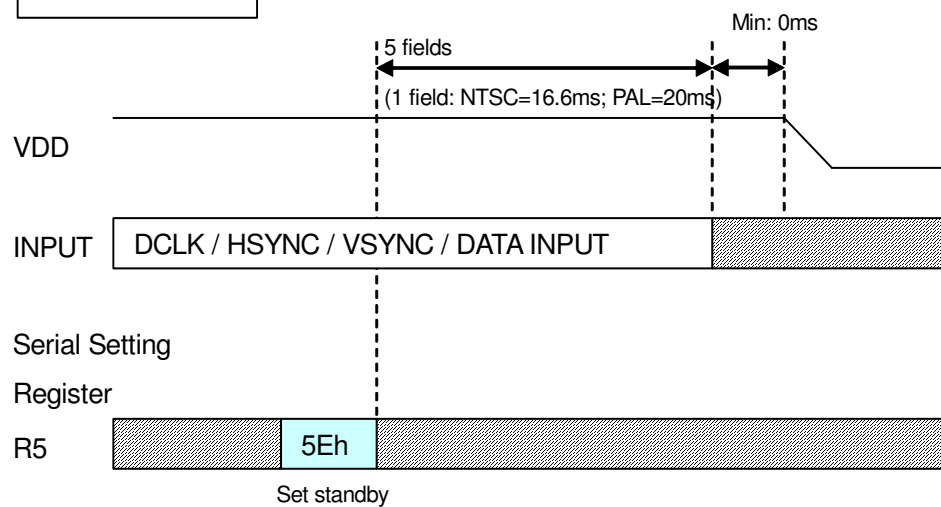 Min: 0ms
5 fields
(1 field: NTSC=16.6ms; PAL=20ms)
VDD
INPUT DCLK / HSYNC / VSYNC / DATA INPUT
Serial Setting
Register
R5 5Eh
Set standby